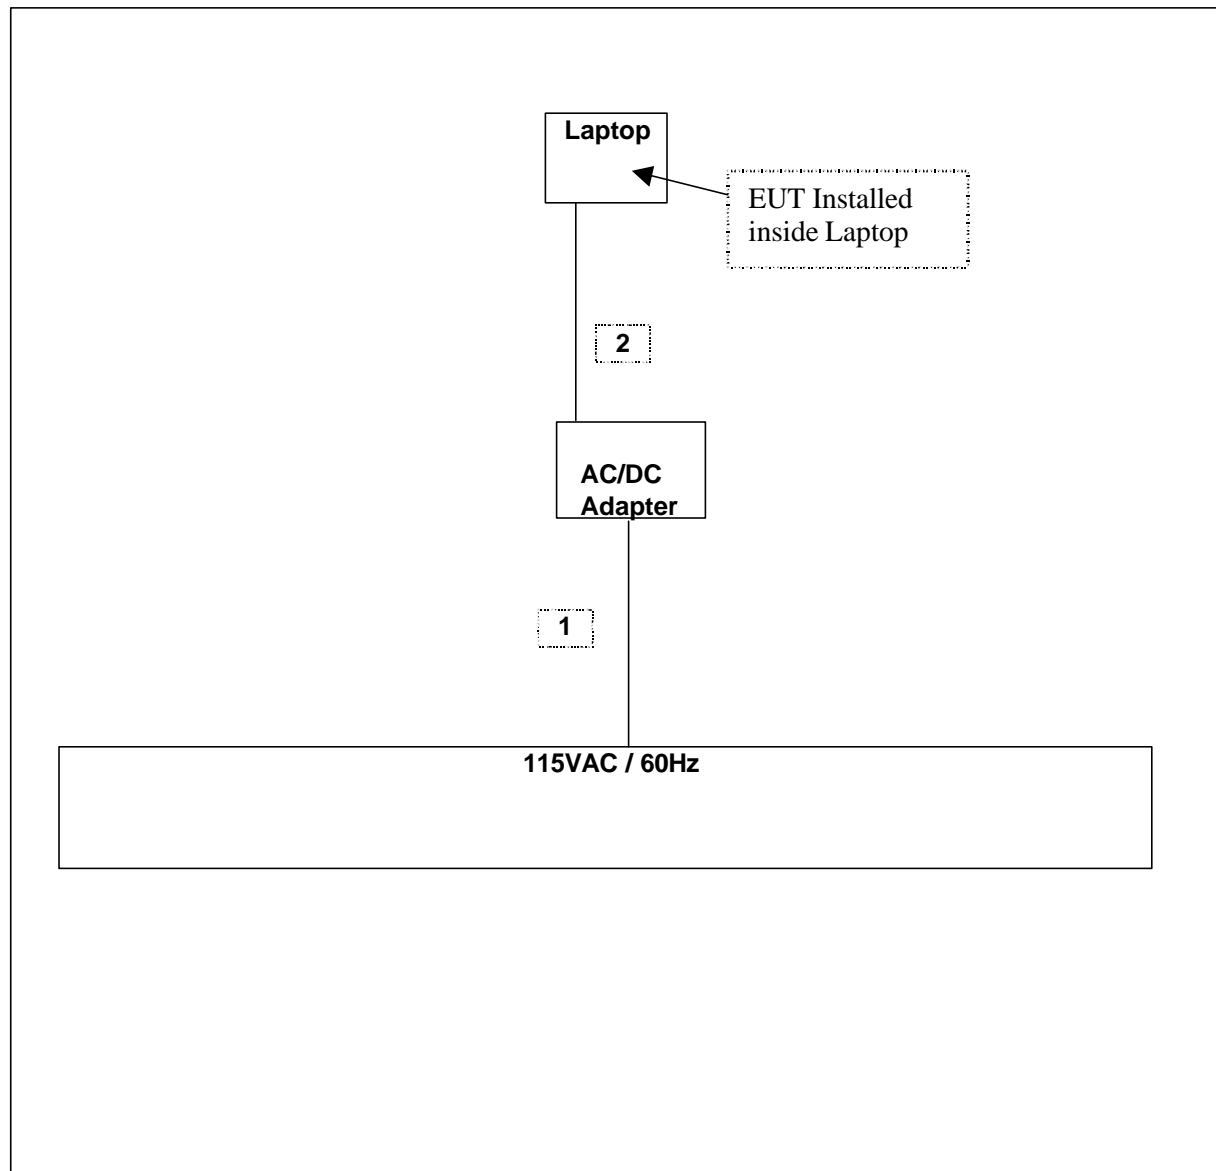 Laptop
EUT Installed
inside Laptop
2
AC/DC
Adapter
1
115VAC / 60Hz